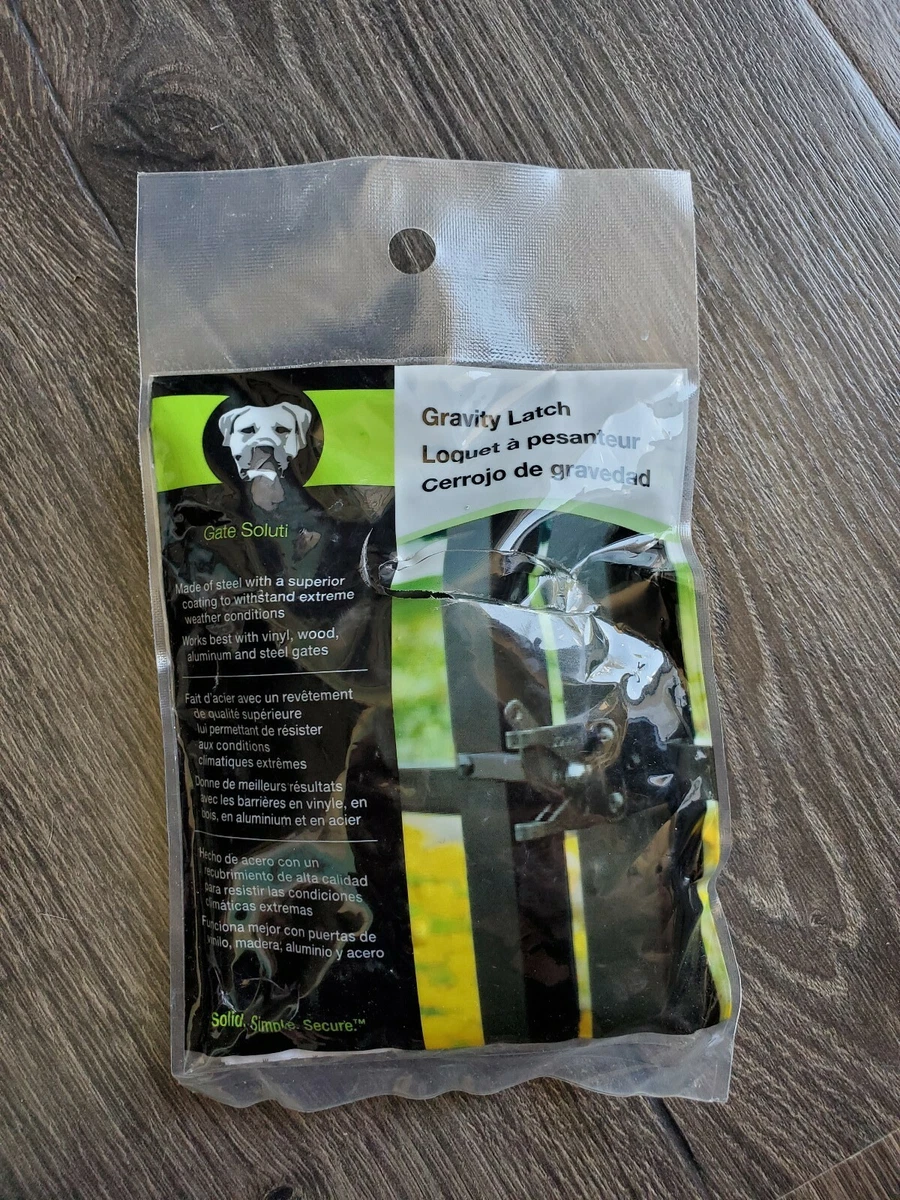 Gravity Latch
Loquet à pesanteur
Cerrojo de gravedad
Gate Soluti
Made of steel with a superior
coating to withstand extreme
weather conditions
Works best with vinyl, wood,
aluminum and steel gates
Fait d'acier avec un revêtement
de qualité supérieure
lui permettant de résister
aux conditions
climatiques extrêmes
Donne de meilleurs résultats
avec les barrières en vinyle, en
bois, en aluminium et en acier
Hecho de acero con un
recubrimiento de alta calidad
para resistir las condiciones
climáticas extremas
Funciona mejor con puertas de
vinilo, madera, aluminio y acero
Solid. Simple. Secure.™